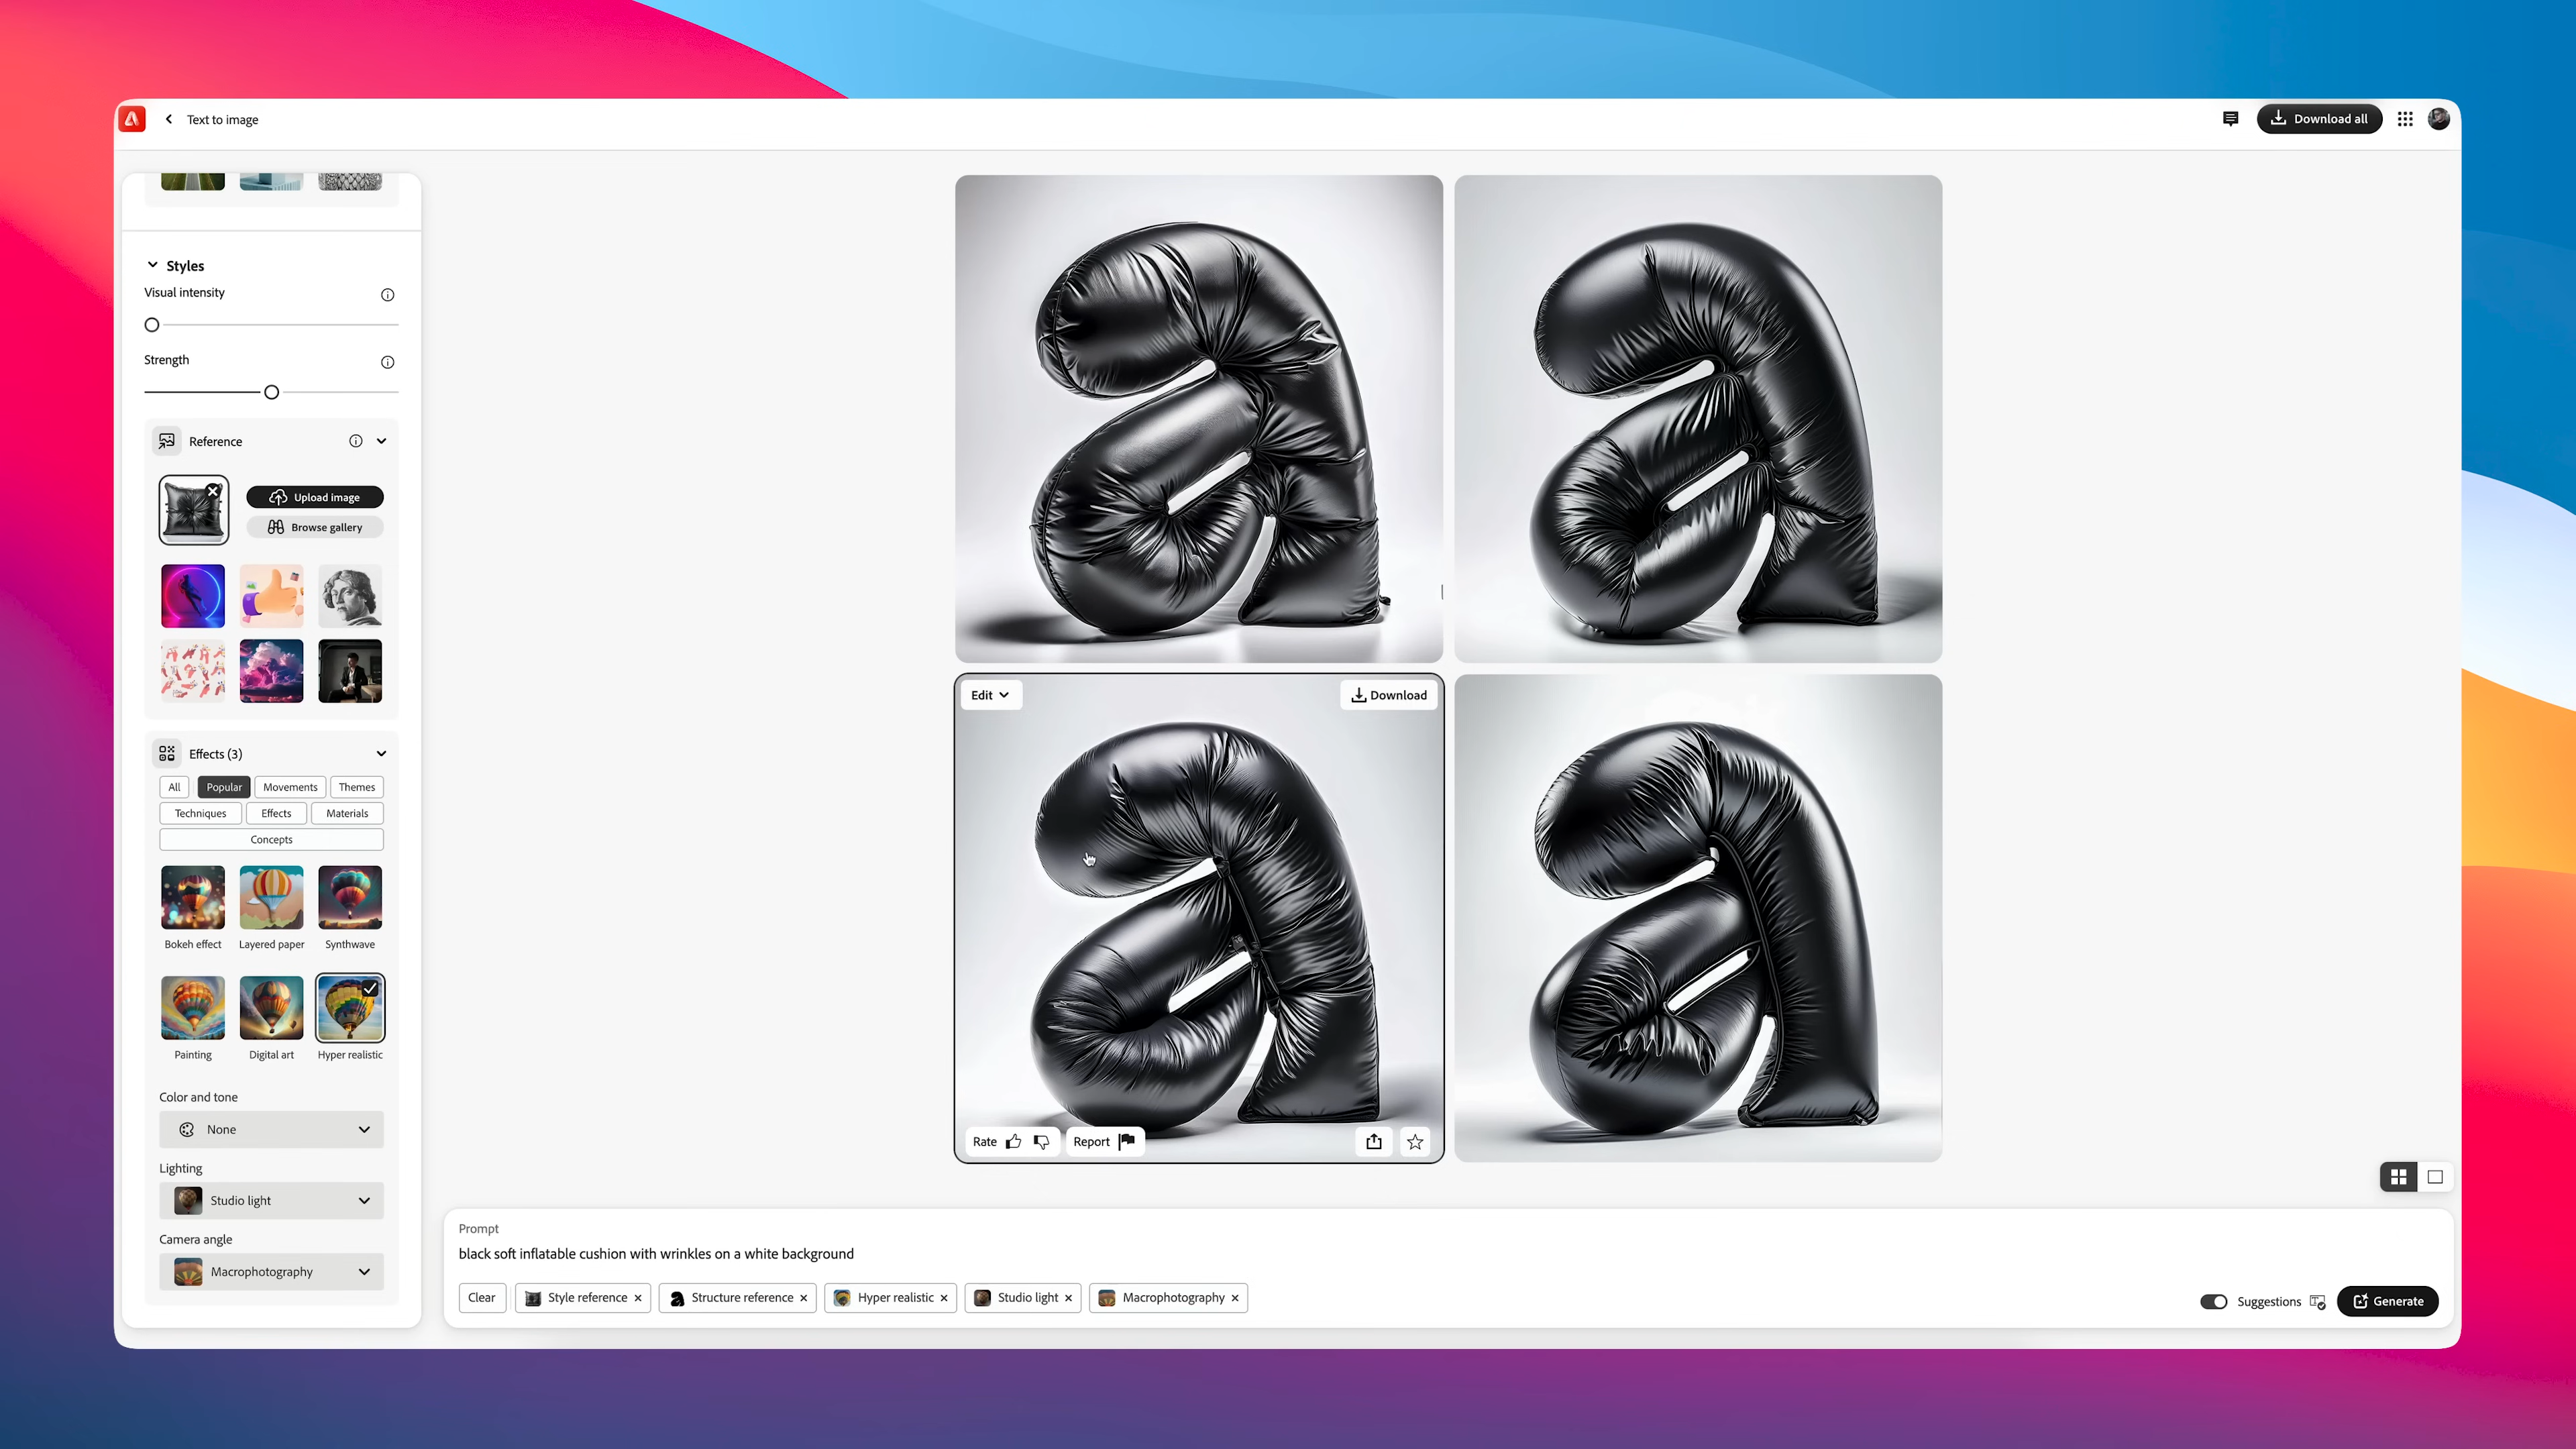 Text to image
Download all
Styles
Visual intensity
Strength
Reference
Upload image
Browse gallery
Effects (3)
All
Popular
Movements
Themes
Techniques
Effects
Materials
Concepts
Bokeh effect
Layered paper
Synthwave
Painting
Digital art
Hyper realistic
Color and tone
None
Lighting
Studio light
Camera angle
Macrophotography
a
a
Edit
Download
a
a
Rate
Report
Prompt
black soft inflatable cushion with wrinkles on a white background
Clear
Style reference
Structure reference
Hyper realistic
Studio light
Macrophotography
Suggestions
Generate